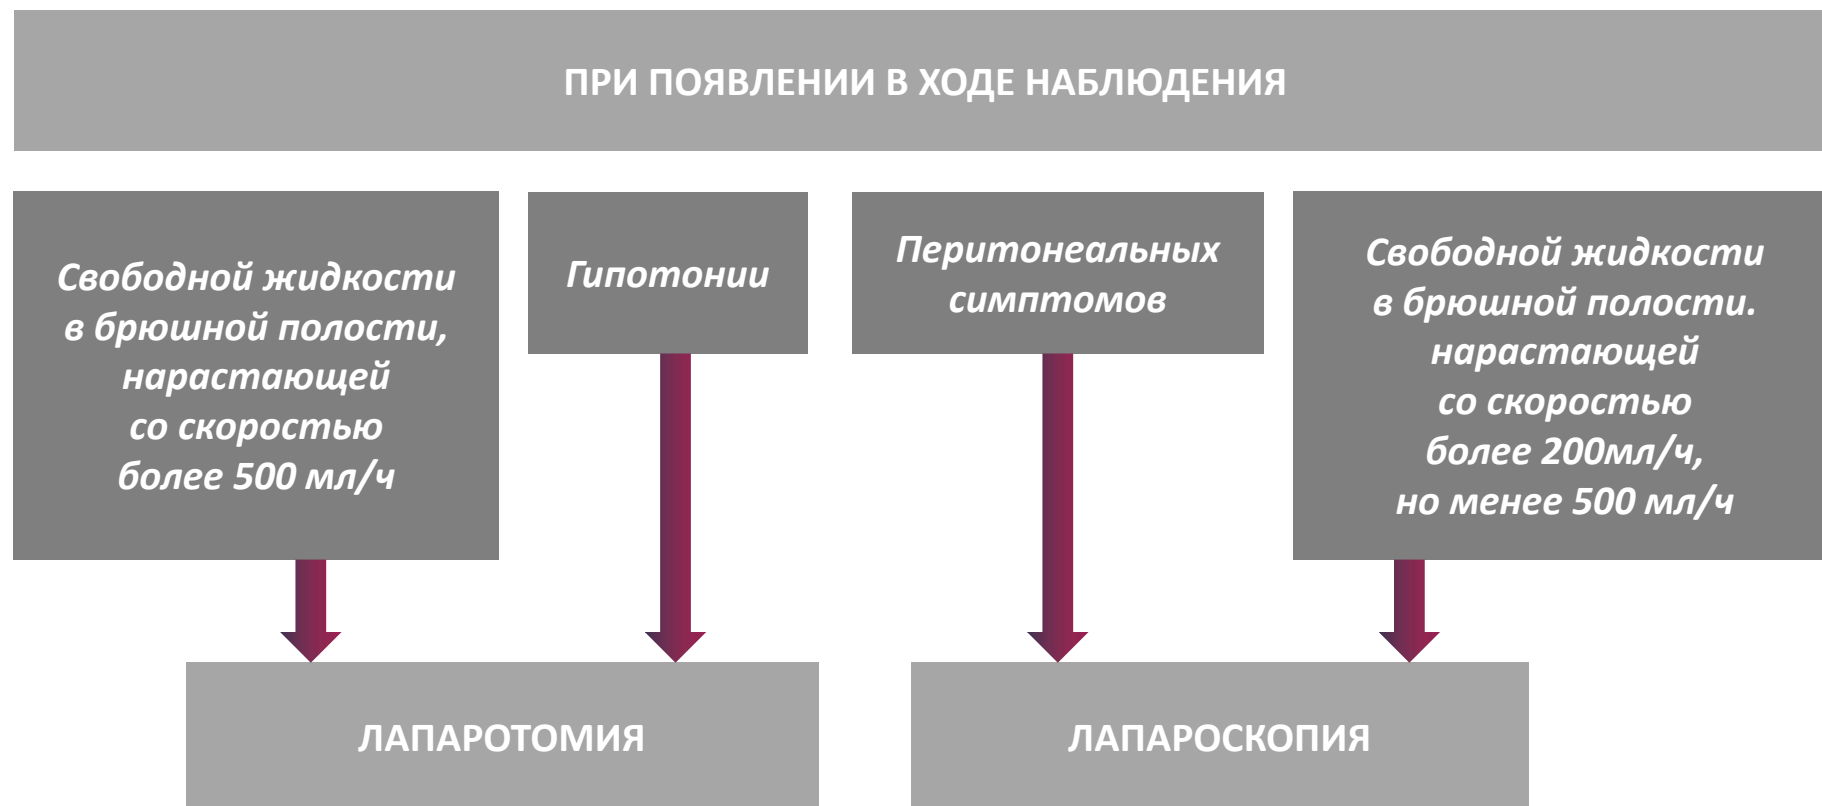 ПРИ ПОЯВЛЕНИИ В ХОДЕ НАБЛЮДЕНИЯ
Свободной жидкости
в брюшной полости,
нарастающей
со скоростью
более 500 мл/ч
Гипотонии
Перитонеальных
симптомов
Свободной жидкости
в брюшной полости.
нарастающей
со скоростью
более 200мл/ч,
но менее 500 мл/ч
ЛАПАРОТОМИЯ
ЛАПАРОСКОПИЯ